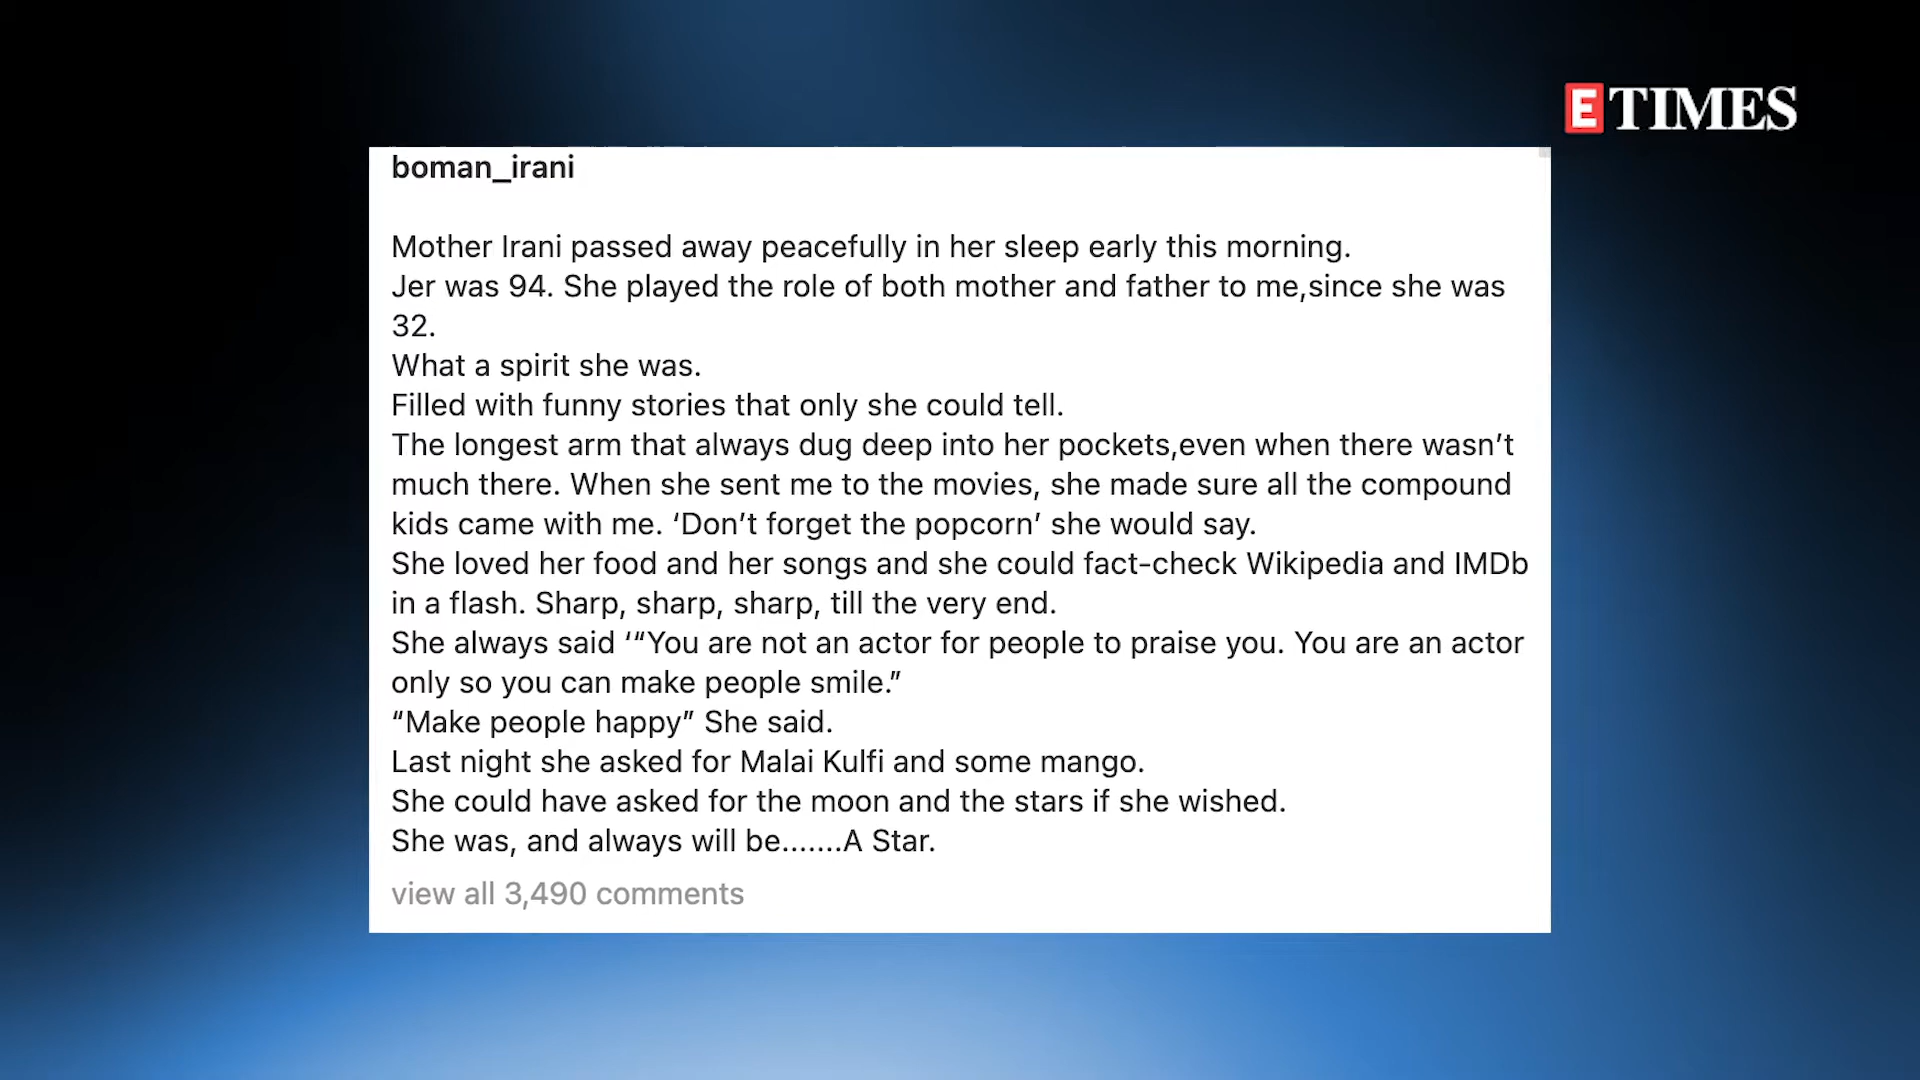 E TIMES
boman_irani
Mother Irani passed away peacefully in her sleep early this morning.
Jer was 94. She played the role of both mother and father to me,since she was
32.
What a spirit she was.
Filled with funny stories that only she could tell.
The longest arm that always dug deep into her pockets,even when there wasn’t
much there. When she sent me to the movies, she made sure all the compound
kids came with me. ‘Don’t forget the popcorn’ she would say.
She loved her food and her songs and she could fact-check Wikipedia and IMDb
in a flash. Sharp, sharp, sharp, till the very end.
She always said ‘“You are not an actor for people to praise you. You are an actor
only so you can make people smile.”
“Make people happy” She said.
Last night she asked for Malai Kulfi and some mango.
She could have asked for the moon and the stars if she wished.
She was, and always will be.......A Star.
view all 3,490 comments